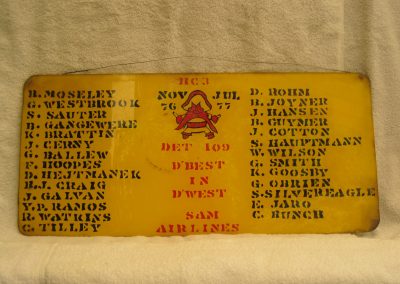 HC3
NOV JUL
76 77
DET 109
D'BEST
IN
D'WEST
SAM
AIRLINES
R. MOSELEY
G. WESTBROOK
S. SAUTER
B. GANGEWERE
K. BRATTIN
J. CERNY
G. BALLEW
HOOPES
D. HEJTMANEK
B.J. CRAIG
J. GALVAN
Y.P. RAMOS
R. WATKINS
C. TILLEY
D. ROHM
B. JOYNER
J. HANSEN
B. GUYMER
J. COTTON
S. HAUPTMANN
W. WILSON
G. SMITH
K. GOOSBY
G. OBRIEN
S. SILVEREAGLE
E. JARO
C. BUNCH